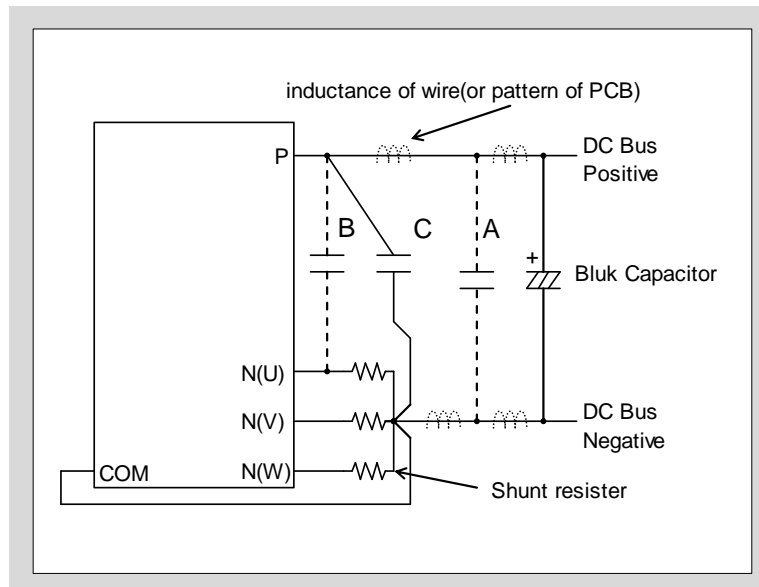 inductance of wire(or pattern of PCB)
P
DC Bus
Positive
B
C
A
+
Bluk Capacitor
N(U)
N(V)
DC Bus
Negative
COM
N(W)
Shunt resister